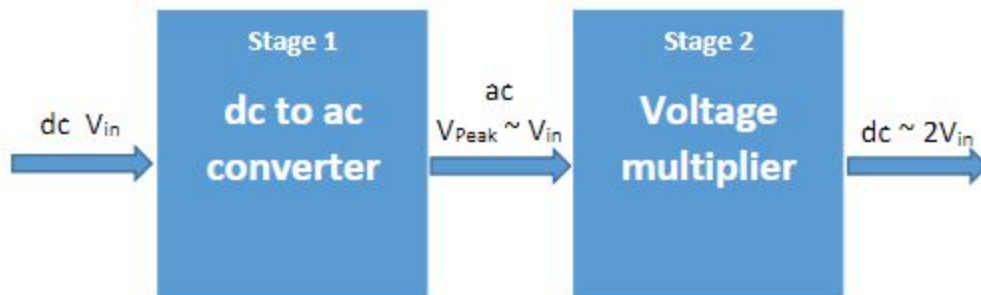 Stage 1
dc to ac
converter
Stage 2
Voltage
multiplier
dc Vin
ac
VPeak ~ Vin
dc ~ 2Vin